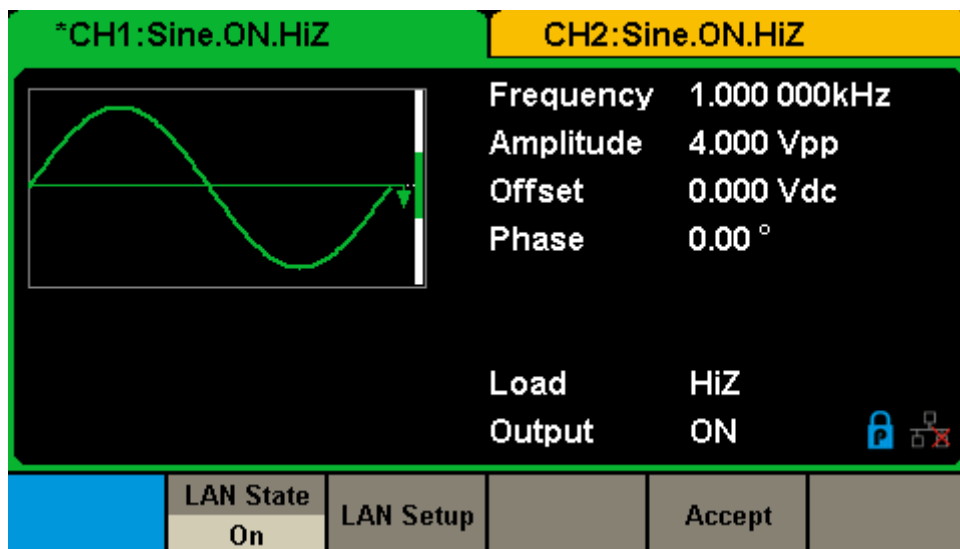 *CH1:Sine.ON.HiZ CH2:Sine.ON.HiZ
Frequency 1.000 000kHz
Amplitude 4.000 Vpp
Offset 0.000 Vdc
Phase 0.00 °
Load HiZ
Output ON P
LAN State
On
LAN Setup
Accept